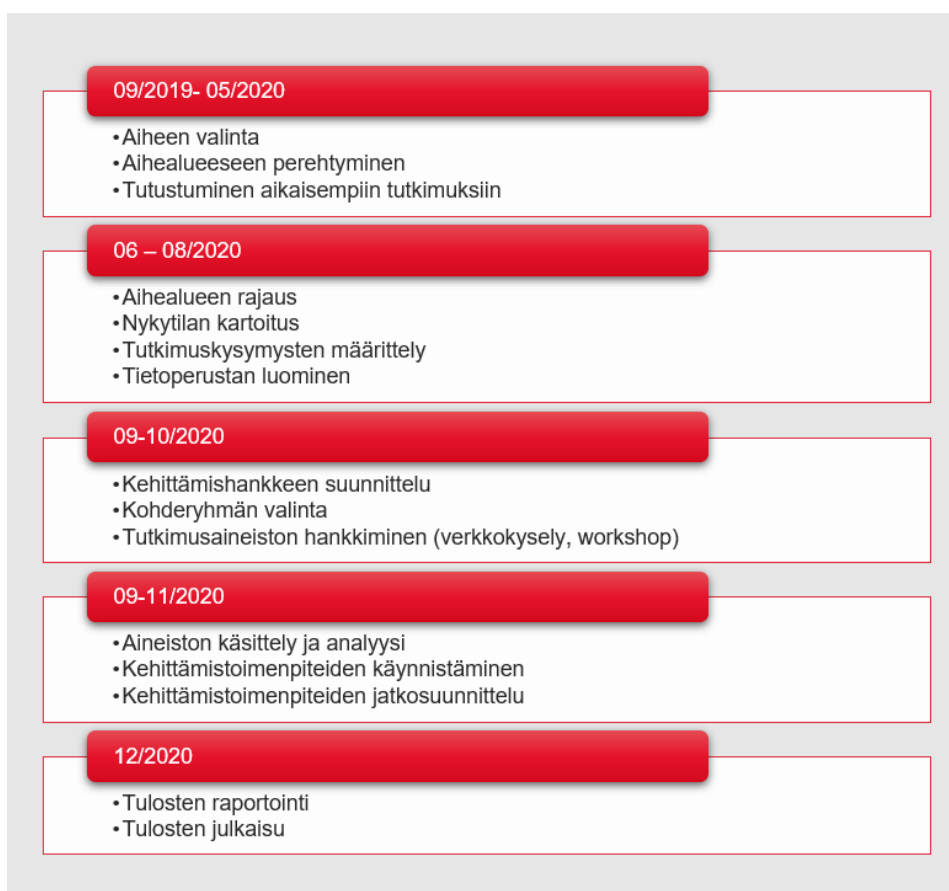 09/2019- 05/2020
•Aiheen valinta
•Aihealueeseen perehtyminen
•Tutustuminen aikaisempiin tutkimuksiin
06 – 08/2020
•Aihealueen rajaus
•Nykytilan kartoitus
•Tutkimuskysymysten määrittely
•Tietoperustan luominen
09-10/2020
•Kehittämishankkeen suunnittelu
•Kohderyhmän valinta
•Tutkimusaineiston hankkiminen (verkkokysely, workshop)
09-11/2020
•Aineiston käsittely ja analyysi
•Kehittämistoimenpiteiden käynnistäminen
•Kehittämistoimenpiteiden jatkosuunnittelu
12/2020
•Tulosten raportointi
•Tulosten julkaisu